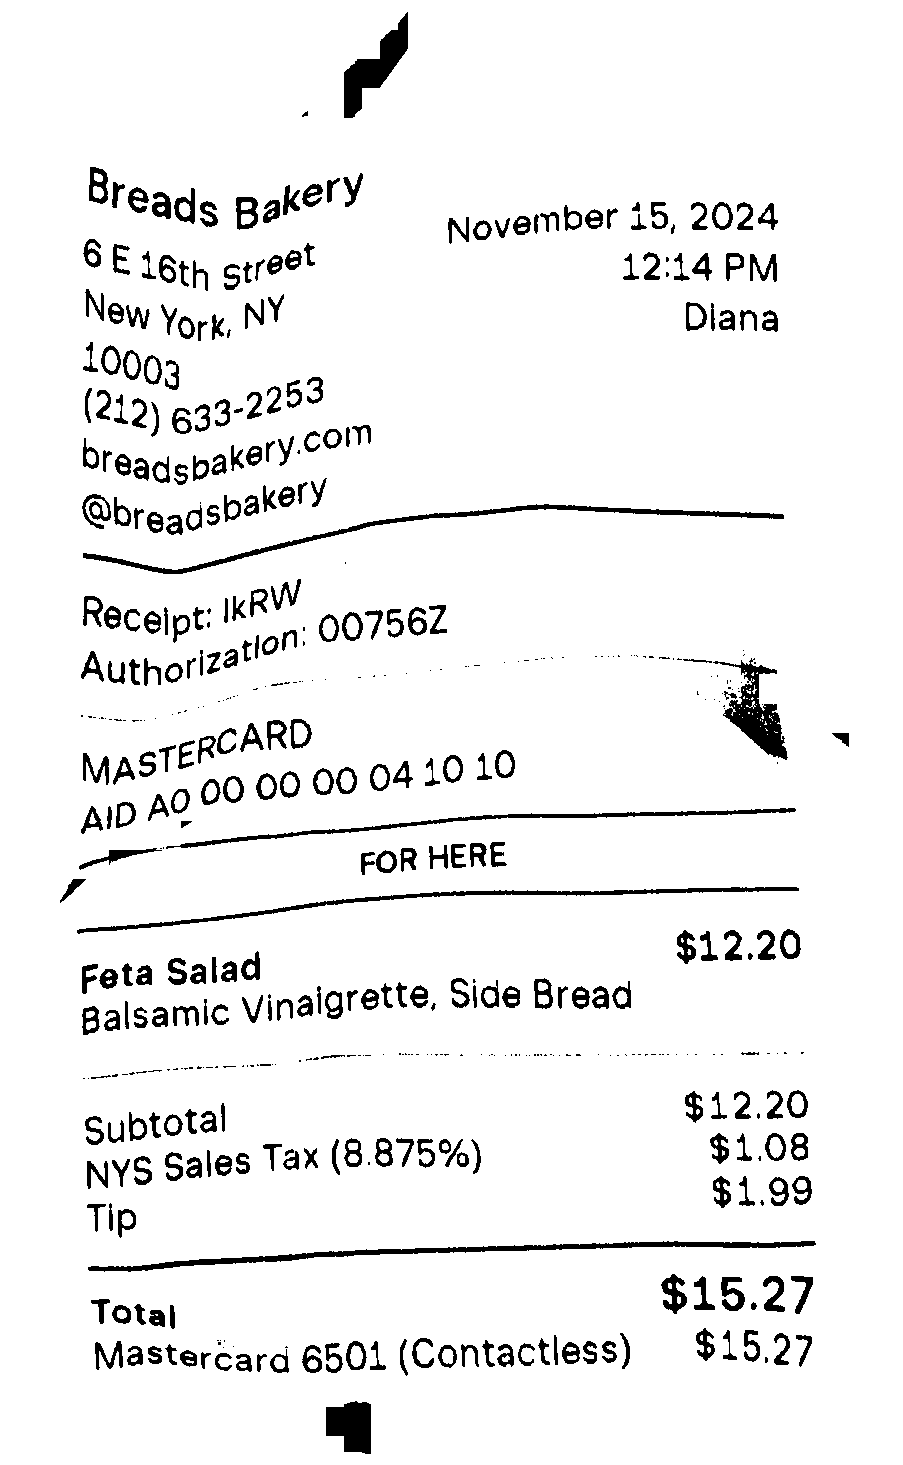 Breads Bakery
6 E 16th Street
New York, NY
10003
(212) 633-2253
breadsbakery.com
@breadsbakery
November 15, 2024
12:14 PM
Diana
Receipt: IkRW
Authorization: 00756Z
MASTERCARD
AID A0 00 00 00 04 10 10
FOR HERE
Feta Salad $12.20
Balsamic Vinaigrette, Side Bread
Subtotal $12.20
NYS Sales Tax (8.875%) $1.08
Tip $1.99
Total $15.27
Mastercard 6501 (Contactless) $15.27